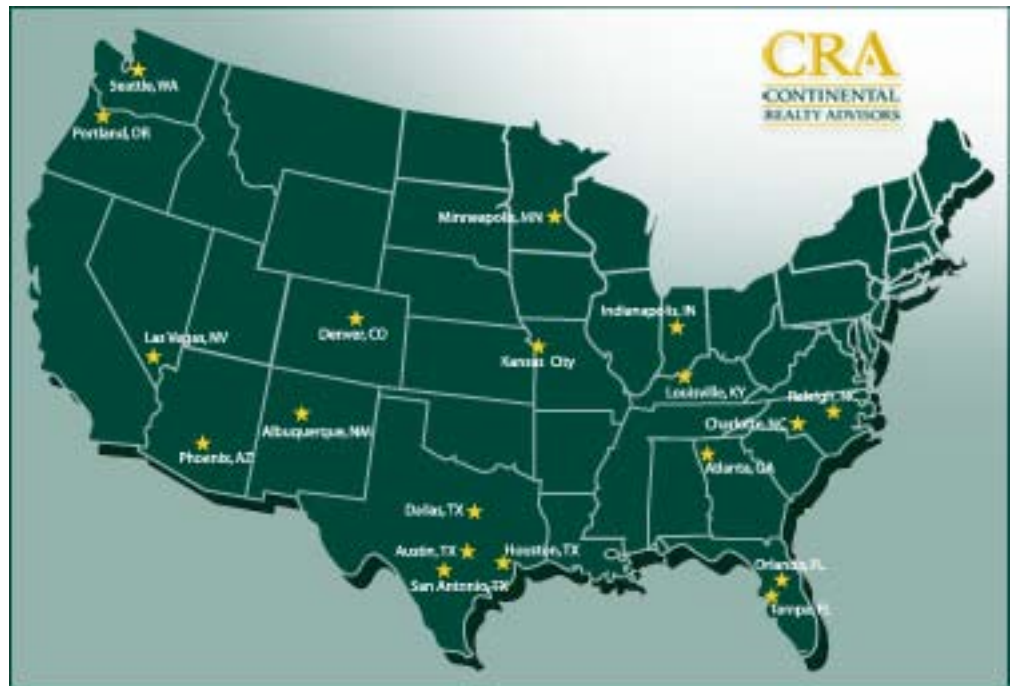 CRA
CONTINENTAL
REALTY ADVISORS
Seattle, WA
Portland, OR
Minneapolis, MN
Indianapolis, IN
Las Vegas, NV
Denver, CO
Kansas City
Louisville, KY
Raleigh, NC
Charlotte, NC
Albuquerque, NM
Phoenix, AZ
Atlanta, GA
Dallas, TX
Austin, TX
Houston, TX
San Antonio, TX
Orlando, FL
Tampa, FL